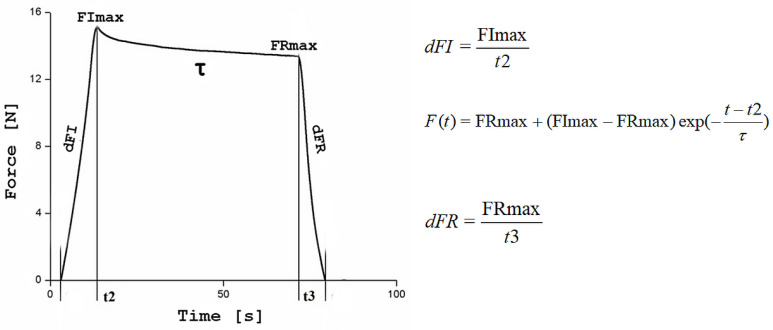 16
FImax
FRmax
12
τ
Force [N]
dFI
dFR
8
4
0
0
t2
50
t3
100
Time [s]
dFI = FImax / t2
F(t) = FRmax + (FImax − FRmax) exp(− t − t2 / τ)
dFR = FRmax / t3